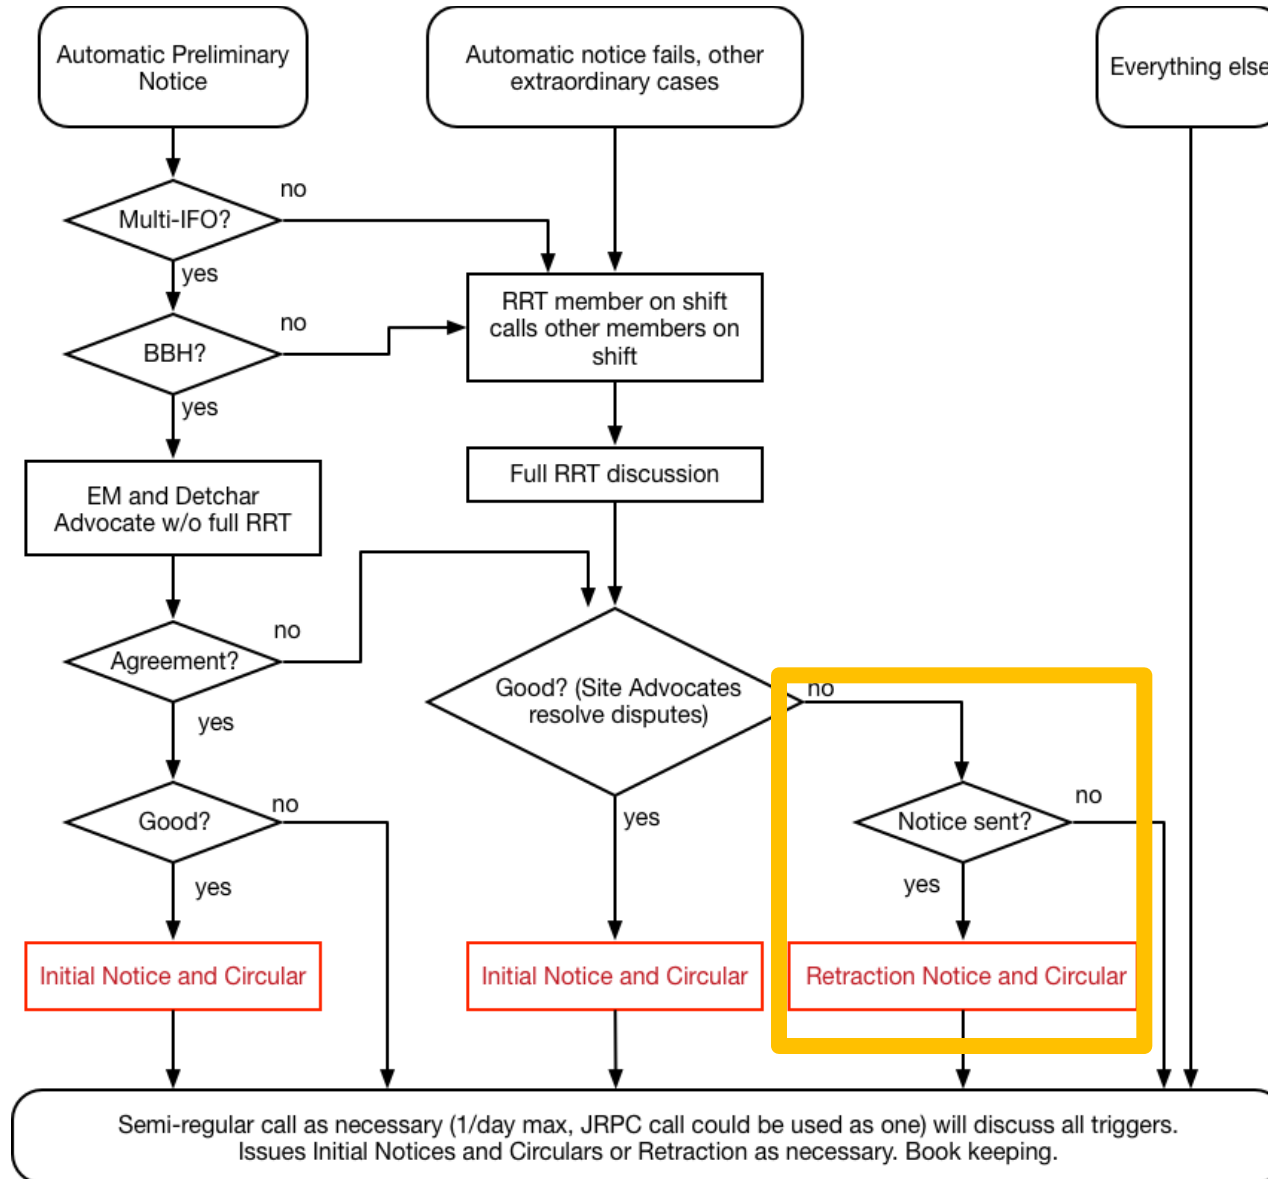 Automatic Preliminary
Notice
Automatic notice fails, other
extraordinary cases
Everything else
Multi-IFO?
no
yes
BBH?
no
yes
RRT member on shift
calls other members on
shift
EM and Detchar
Advocate w/o full RRT
Full RRT discussion
Agreement?
no
yes
Good? (Site Advocates
resolve disputes)
no
yes
Good?
no
yes
Notice sent?
no
yes
Initial Notice and Circular
Initial Notice and Circular
Retraction Notice and Circular
Semi-regular call as necessary (1/day max, JRPC call could be used as one) will discuss all triggers.
Issues Initial Notices and Circulars or Retraction as necessary. Book keeping.